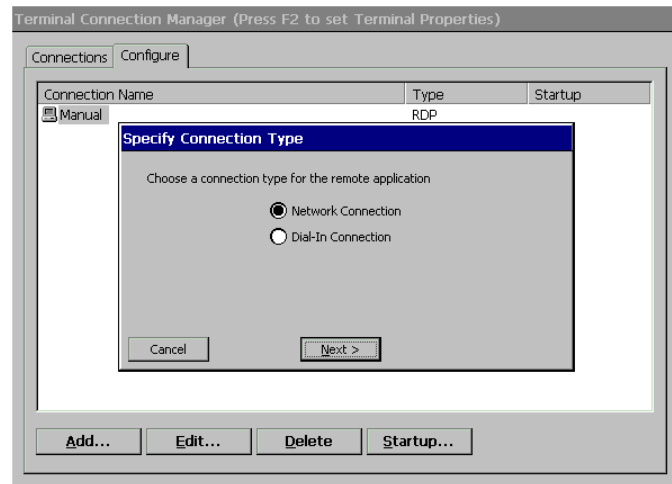 Terminal Connection Manager (Press F2 to set Terminal Properties)
Connections Configure
Connection Name Type Startup
Manual RDP
Specify Connection Type
Choose a connection type for the remote application
Network Connection
Dial-In Connection
Cancel Next >
Add... Edit... Delete Startup...